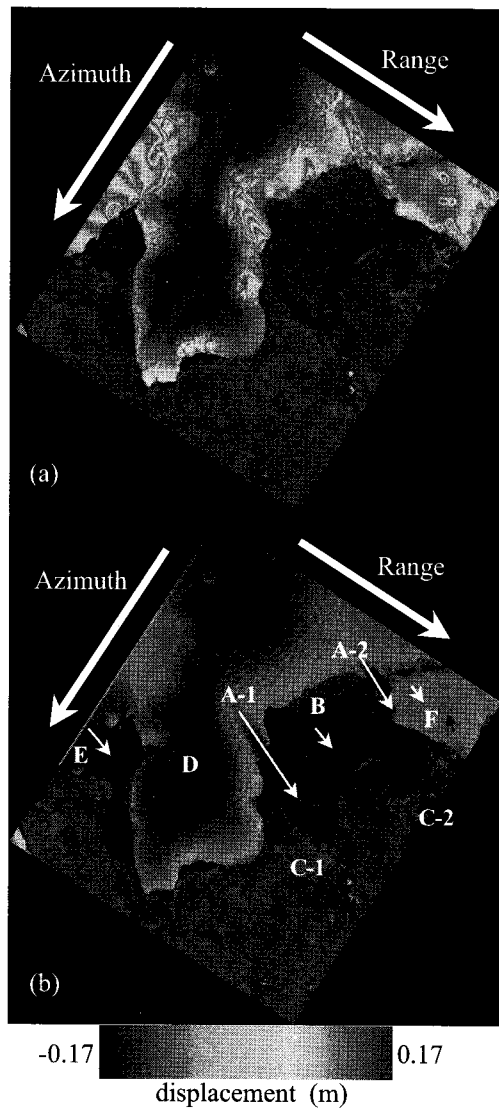 Azimuth
Range
(a)
Azimuth
Range
A-2
A-1
B
F
E
D
C-2
C-1
(b)
-0.17
0.17
displacement (m)